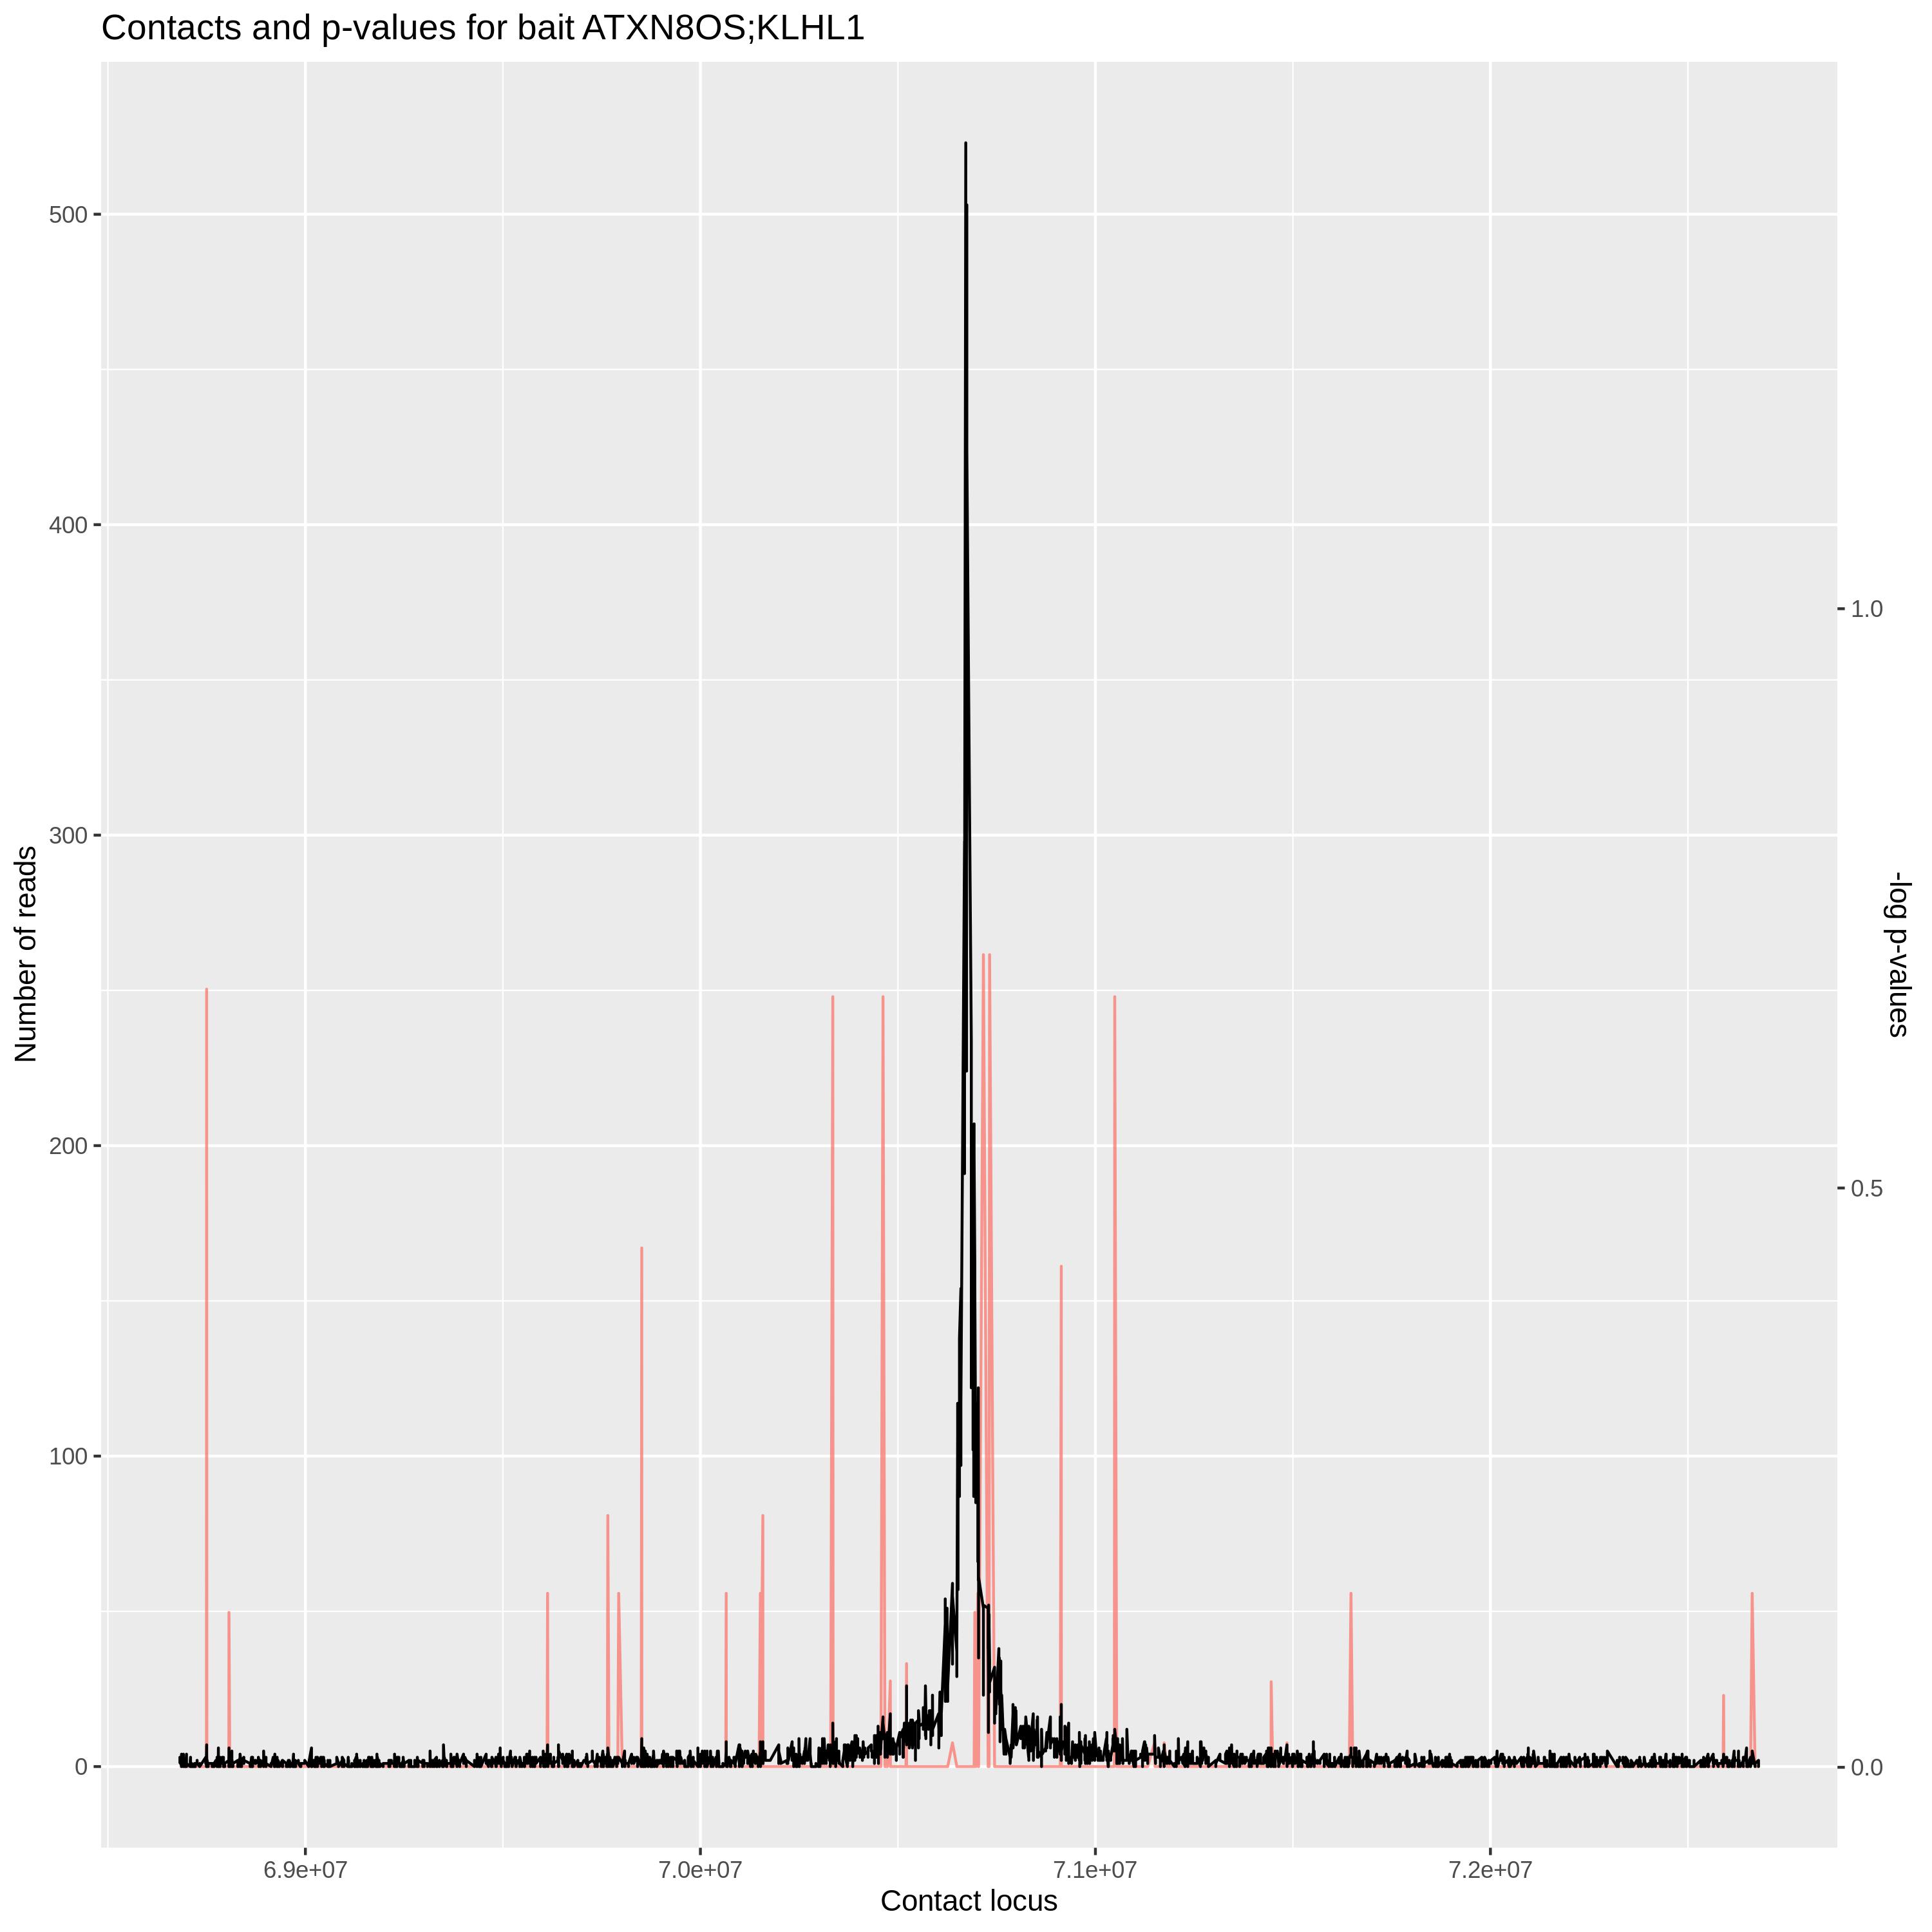 Contacts and p-values for bait ATXN8OS;KLHL1
500
400
300
200
100
0
Number of reads
1.0
0.5
0.0
-log p-values
6.9e+07
7.0e+07
7.1e+07
7.2e+07
Contact locus